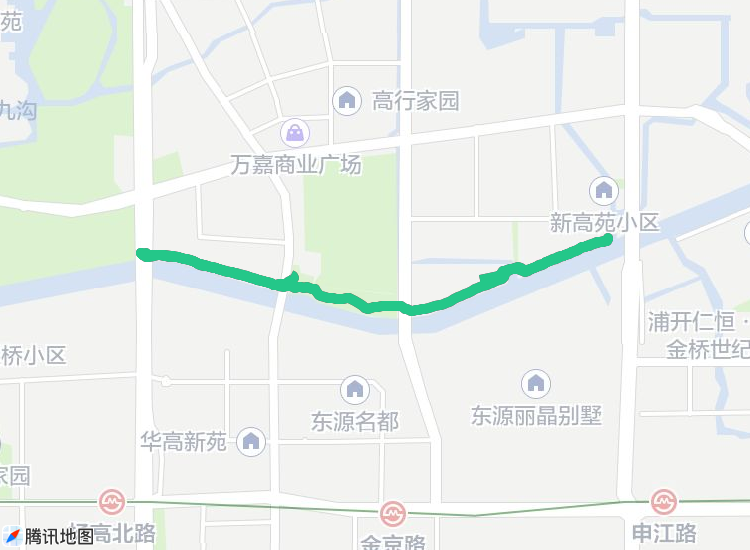 苑
九沟
高行家园
万嘉商业广场
新高苑小区
浦开仁恒·
金桥世纪
桥小区
东源名都
东源丽晶别墅
华高新苑
家园
杨高北路
金京路
申江路
腾讯地图